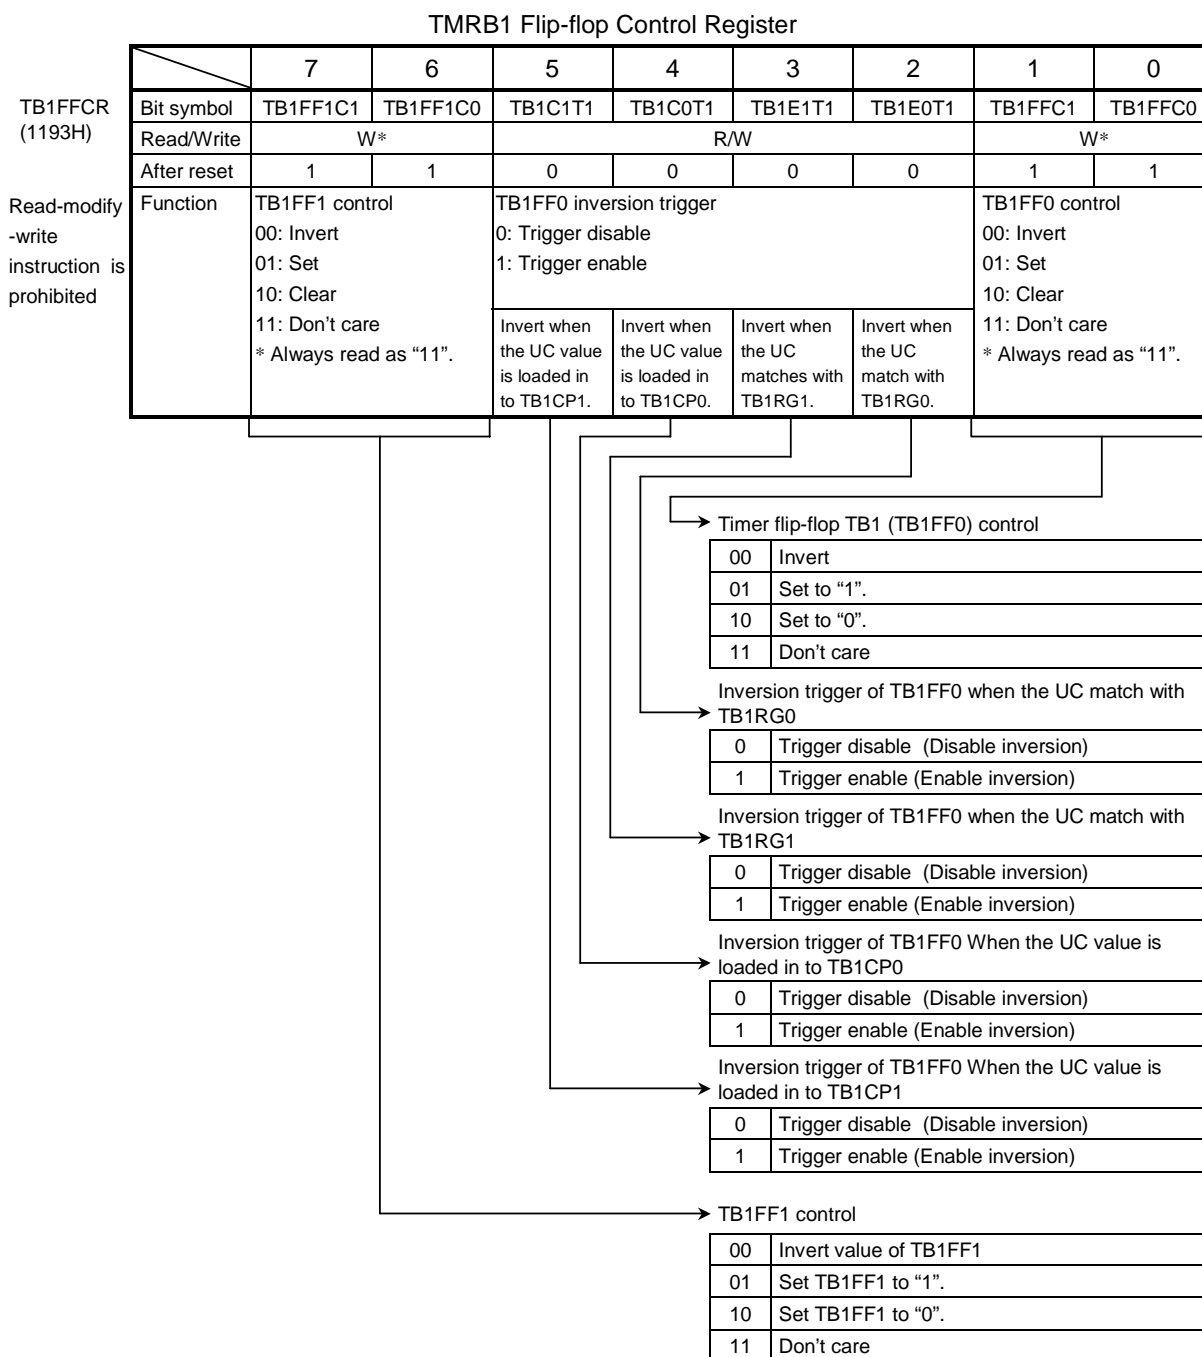 TMRB1 Flip-flop Control Register
7 6 5 4 3 2 1 0
TB1FFCR
(1193H)
Bit symbol TB1FF1C1 TB1FF1C0 TB1C1T1 TB1C0T1 TB1E1T1 TB1E0T1 TB1FFC1 TB1FFC0
Read/Write W* R/W W*
After reset 1 1 0 0 0 0 1 1
Read-modify
-write
instruction is
prohibited
Function
TB1FF1 control
00: Invert
01: Set
10: Clear
11: Don't care
* Always read as “11”.
TB1FF0 inversion trigger
0: Trigger disable
1: Trigger enable
Invert when
the UC value
is loaded in
to TB1CP1.
Invert when
the UC value
is loaded in
to TB1CP0.
Invert when
the UC
matches with
TB1RG1.
Invert when
the UC
match with
TB1RG0.
TB1FF0 control
00: Invert
01: Set
10: Clear
11: Don't care
* Always read as “11”.
Timer flip-flop TB1 (TB1FF0) control
00 Invert
01 Set to “1”.
10 Set to “0”.
11 Don't care
Inversion trigger of TB1FF0 when the UC match with
TB1RG0
0 Trigger disable (Disable inversion)
1 Trigger enable (Enable inversion)
Inversion trigger of TB1FF0 when the UC match with
TB1RG1
0 Trigger disable (Disable inversion)
1 Trigger enable (Enable inversion)
Inversion trigger of TB1FF0 When the UC value is
loaded in to TB1CP0
0 Trigger disable (Disable inversion)
1 Trigger enable (Enable inversion)
Inversion trigger of TB1FF0 When the UC value is
loaded in to TB1CP1
0 Trigger disable (Disable inversion)
1 Trigger enable (Enable inversion)
TB1FF1 control
00 Invert value of TB1FF1
01 Set TB1FF1 to “1”.
10 Set TB1FF1 to “0”.
11 Don't care